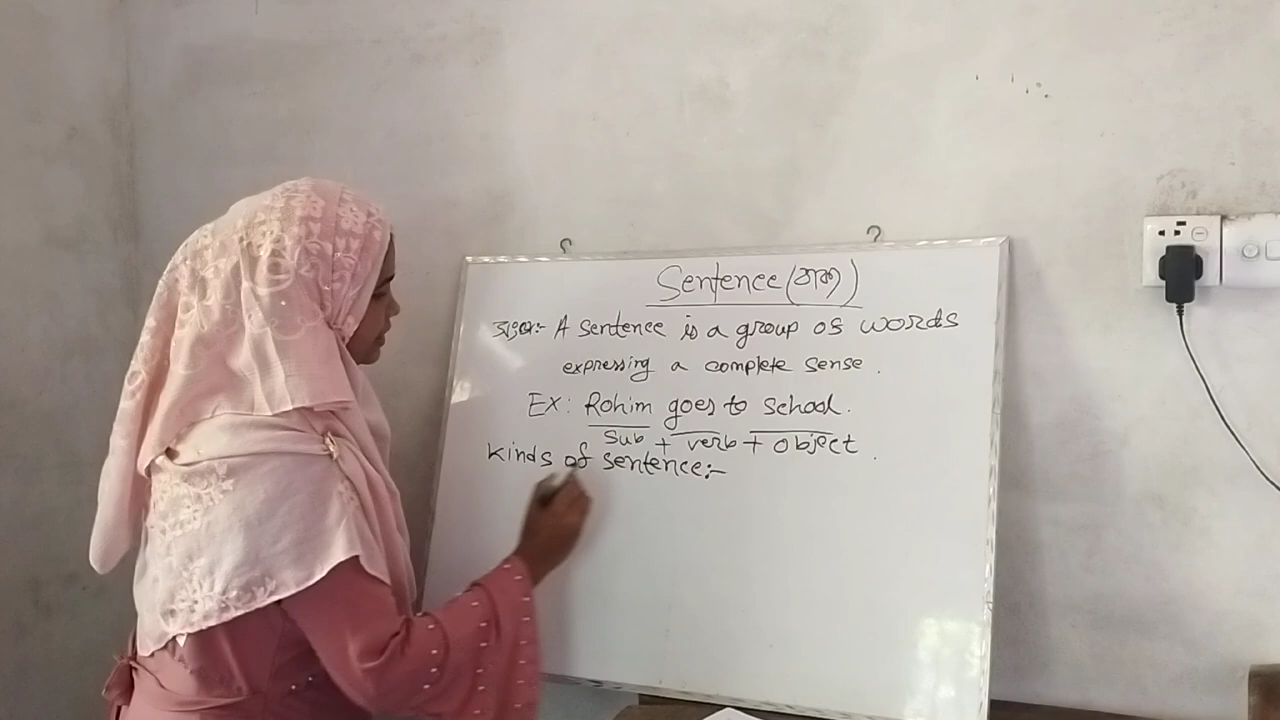 Sentence (বাক্য)
সংজ্ঞা:- A sentence is a group of words
expressing a complete sense.
EX: Rohim goes to school.
Sub + verb + object.
Kinds of sentence:-